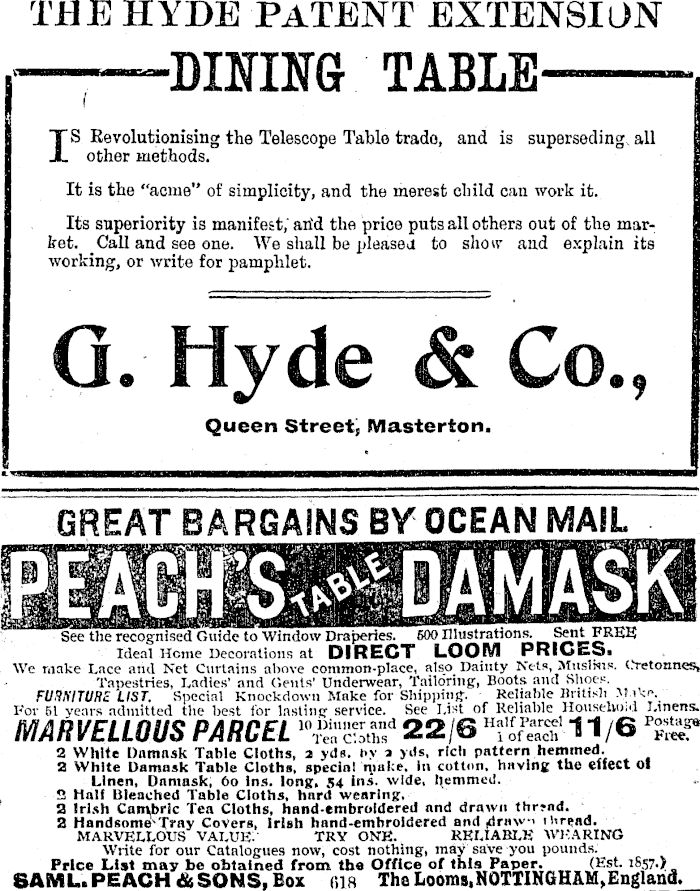 THE HYDE PATENT EXTENSION
DINING TABLE
IS Revolutionising the Telescope Table trade, and is superseding all
other methods.
It is the "acme" of simplicity, and the merest child can work it.
Its superiority is manifest, and the price puts all others out of the mar-
ket. Call and see one. We shall be pleased to show and explain its
working, or write for pamphlet.
G. Hyde & Co.,
Queen Street, Masterton.
GREAT BARGAINS BY OCEAN MAIL
PEACH'S TABLE DAMASK
See the recognised Guide to Window Draperies. 500 Illustrations. Sent FREE
Ideal Home Decorations at DIRECT LOOM PRICES.
We make Lace and Net Curtains above common-place, also Dainty Nets, Muslins, Cretonnes,
Tapestries, Ladies' and Gents' Underwear, Tailoring, Boots and Shoes.
FURNITURE LIST. Special Knockdown Make for Shipping. Reliable British Make.
For 51 years admitted the best for lasting service. See List of Reliable Household Linens.
MARVELLOUS PARCEL 10 Dinner and Tea Cloths 22/6 Half Parcel 1 of each 11/6 Postage Free.
2 White Damask Table Cloths, 2 yds. by 2 yds, rich pattern hemmed.
2 White Damask Table Cloths, special make, in cotton, having the effect of
Linen, Damask, 60 ins. long, 54 ins. wide, hemmed.
2 Half Bleached Table Cloths, hard wearing.
2 Irish Cambric Tea Cloths, hand-embroidered and drawn thread.
2 Handsome Tray Covers, Irish hand-embroidered and drawn thread.
MARVELLOUS VALUE. TRY ONE. RELIABLE WEARING
Write for our Catalogues now, cost nothing, may save you pounds.
Price List may be obtained from the Office of this Paper. (Est. 1857.)
SAML. PEACH & SONS, Box 618 The Looms, NOTTINGHAM, England.